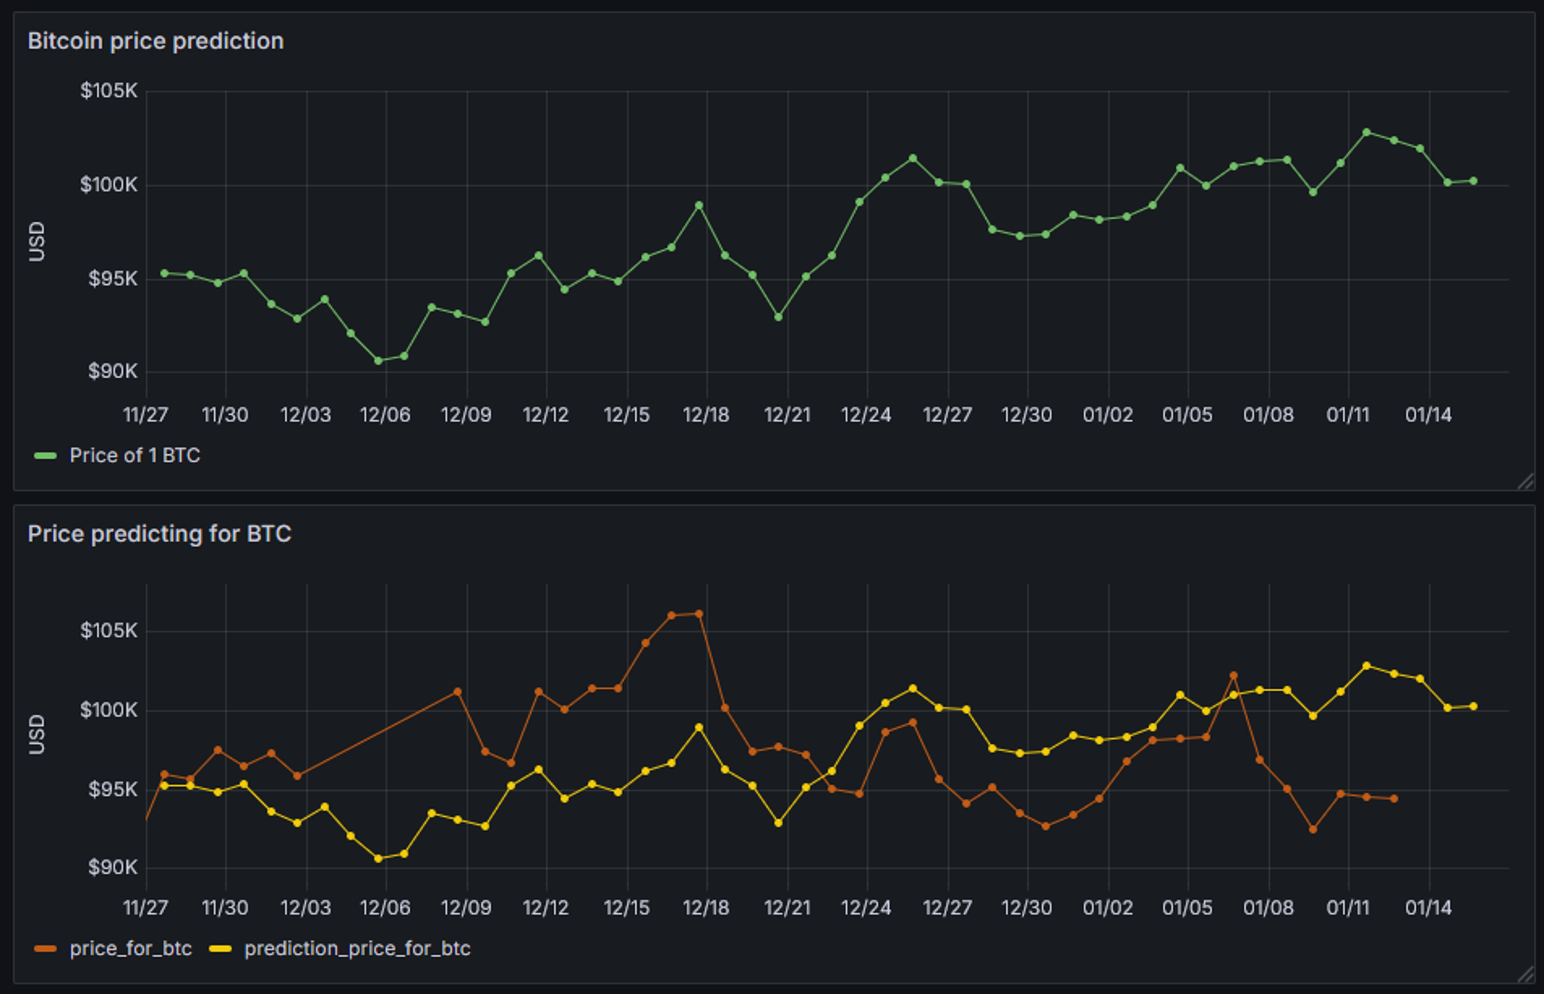 Bitcoin price prediction
$105K
$100K
$95K
$90K
USD
11/27 11/30 12/03 12/06 12/09 12/12 12/15 12/18 12/21 12/24 12/27 12/30 01/02 01/05 01/08 01/11 01/14
Price of 1 BTC
Price predicting for BTC
$105K
$100K
$95K
$90K
USD
11/27 11/30 12/03 12/06 12/09 12/12 12/15 12/18 12/21 12/24 12/27 12/30 01/02 01/05 01/08 01/11 01/14
price_for_btc prediction_price_for_btc